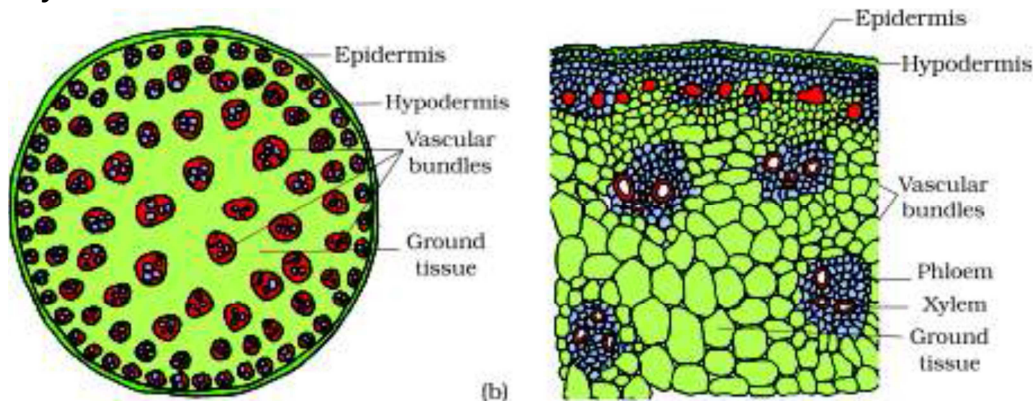 Epidermis
Hypodermis
Vascular
bundles
Ground
tissue
(b)
Epidermis
Hypodermis
Vascular
bundles
Phloem
Xylem
Ground
tissue